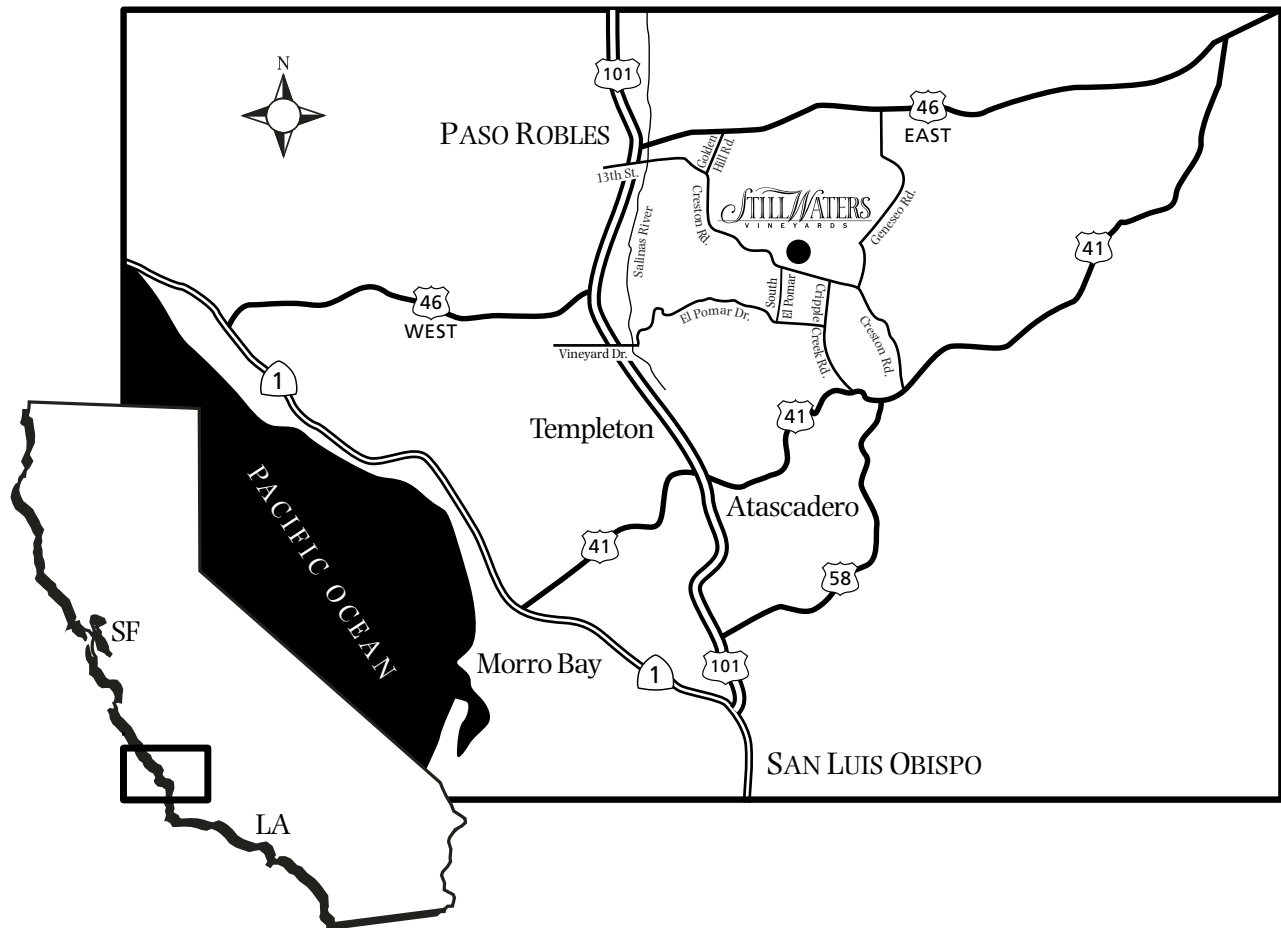 N
101
PASO ROBLES
46
EAST
Golden
Hill Rd.
13th St.
Creston Rd.
STILL WATERS
VINEYARDS
Geneseo Rd.
Salinas River
41
46
WEST
South
El Pomar
Cripple
Creek Rd.
El Pomar Dr.
Creston Rd.
Vineyard Dr.
1
41
Templeton
PACIFIC OCEAN
Atascadero
41
58
SF
Morro Bay
1
101
SAN LUIS OBISPO
LA